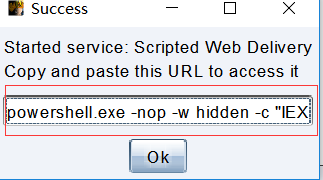 Success
Started service: Scripted Web Delivery
Copy and paste this URL to access it
powershell.exe -nop -w hidden -c "IEX
Ok